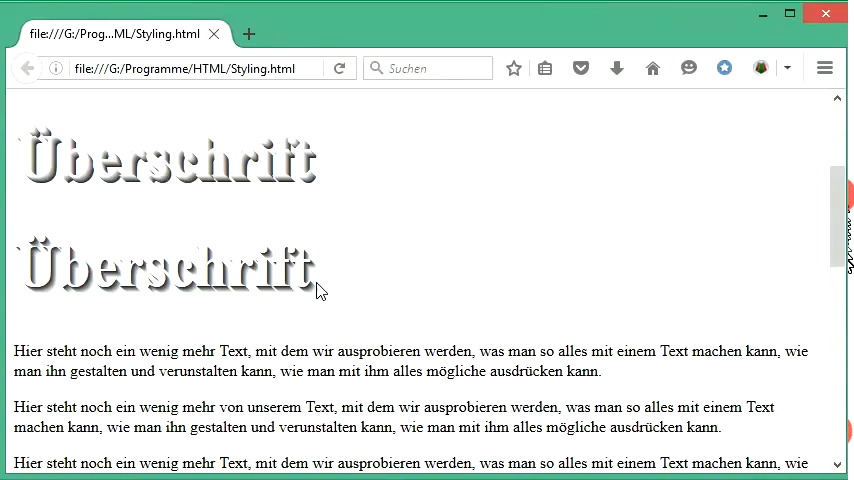 file:///G:/Prog...ML/Styling.html
file:///G:/Programme/HTML/Styling.html
Suchen
Überschrift
Überschrift
Hier steht noch ein wenig mehr Text, mit dem wir ausprobieren werden, was man so alles mit einem Text machen kann, wie
man ihn gestalten und verunstalten kann, wie man mit ihm alles mögliche ausdrücken kann.
Hier steht noch ein wenig mehr von unserem Text, mit dem wir ausprobieren werden, was man so alles mit einem Text
machen kann, wie man ihn gestalten und verunstalten kann, wie man mit ihm alles mögliche ausdrücken kann.
Hier steht noch ein wenig mehr Text, mit dem wir ausprobieren werden, was man so alles mit einem Text machen kann, wie